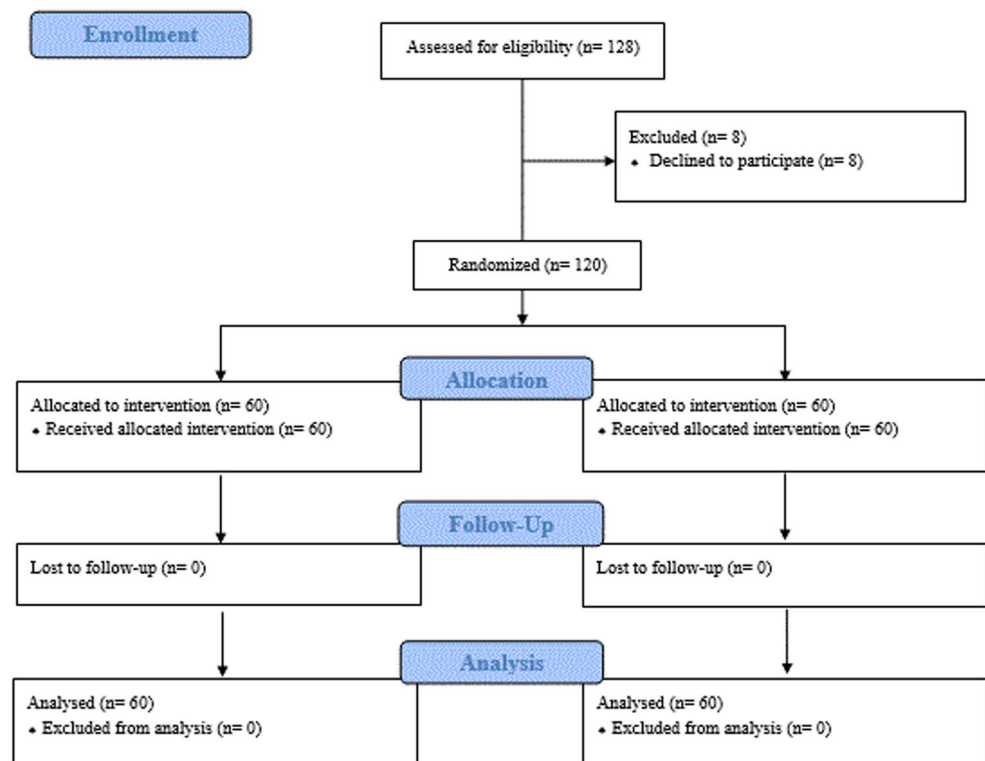 Enrollment
Assessed for eligibility (n= 128)
Excluded (n= 8)
♠ Declined to participate (n= 8)
Randomized (n= 120)
Allocation
Allocated to intervention (n= 60)
♠ Received allocated intervention (n= 60)
Allocated to intervention (n= 60)
♠ Received allocated intervention (n= 60)
Follow-Up
Lost to follow-up (n= 0)
Lost to follow-up (n= 0)
Analysis
Analysed (n= 60)
♠ Excluded from analysis (n= 0)
Analysed (n= 60)
♠ Excluded from analysis (n= 0)